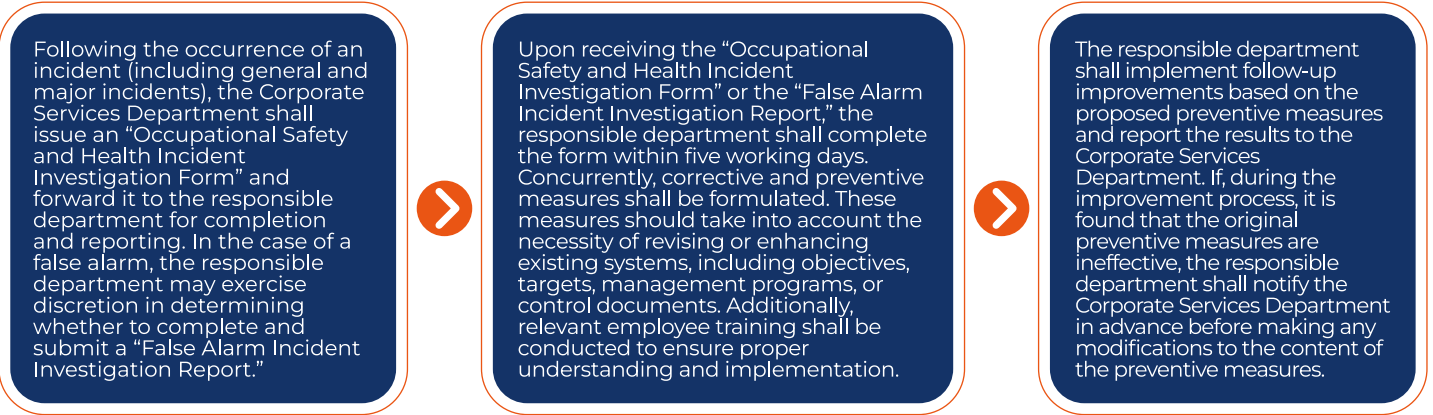 Following the occurrence of an
incident (including general and
major incidents), the Corporate
Services Department shall
issue an “Occupational Safety
and Health Incident
Investigation Form” and
forward it to the responsible
department for completion
and reporting. In the case of a
false alarm, the responsible
department may exercise
discretion in determining
whether to complete and
submit a “False Alarm Incident
Investigation Report.”
Upon receiving the “Occupational
Safety and Health Incident
Investigation Form” or the “False Alarm
Incident Investigation Report,” the
responsible department shall complete
the form within five working days.
Concurrently, corrective and preventive
measures shall be formulated. These
measures should take into account the
necessity of revising or enhancing
existing systems, including objectives,
targets, management programs, or
control documents. Additionally,
relevant employee training shall be
conducted to ensure proper
understanding and implementation.
The responsible department
shall implement follow-up
improvements based on the
proposed preventive measures
and report the results to the
Corporate Services
Department. If, during the
improvement process, it is
found that the original
preventive measures are
ineffective, the responsible
department shall notify the
Corporate Services Department
in advance before making any
modifications to the content of
the preventive measures.